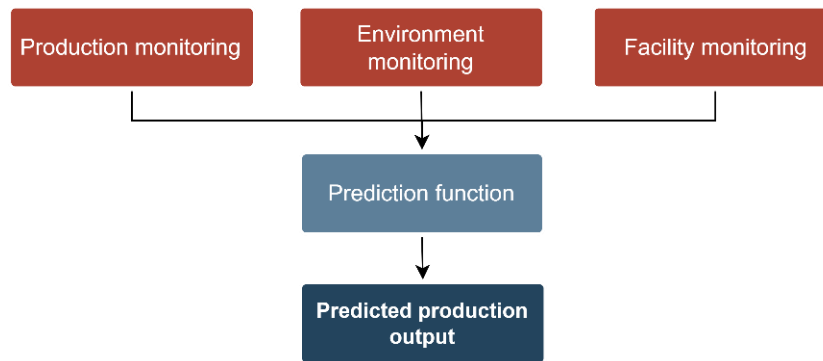 Production monitoring
Environment
monitoring
Facility monitoring
Prediction function
Predicted production
output